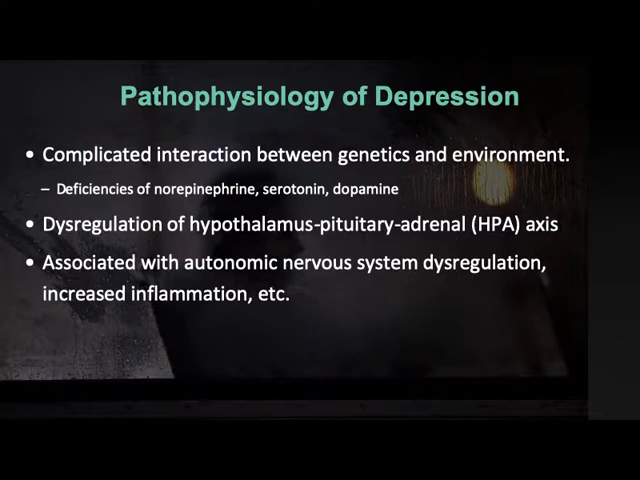 Pathophysiology of Depression
• Complicated interaction between genetics and environment.
– Deficiencies of norepinephrine, serotonin, dopamine
• Dysregulation of hypothalamus-pituitary-adrenal (HPA) axis
• Associated with autonomic nervous system dysregulation,
increased inflammation, etc.